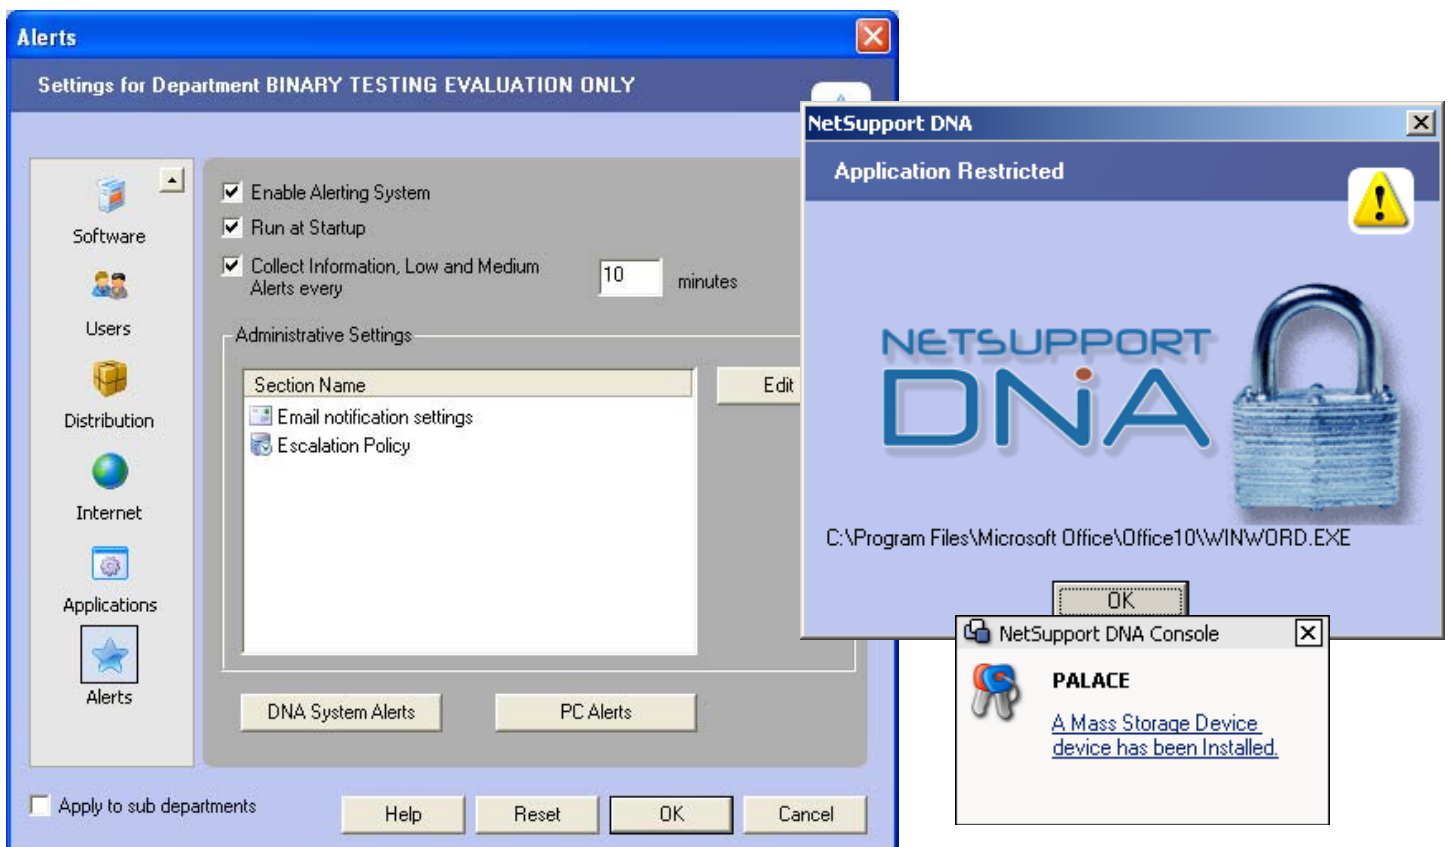 Alerts
Settings for Department BINARY TESTING EVALUATION ONLY
Software
Users
Distribution
Internet
Applications
Alerts
Enable Alerting System
Run at Startup
Collect Information, Low and Medium
Alerts every
10 minutes
Administrative Settings
Section Name
Email notification settings
Escalation Policy
Edit
DNA System Alerts
PC Alerts
Apply to sub departments
Help
Reset
OK
Cancel
NetSupport DNA
Application Restricted
NETSUPPORT
DNA
C:\Program Files\Microsoft Office\Office10\WINWORD.EXE
OK
NetSupport DNA Console
PALACE
A Mass Storage Device
device has been Installed.